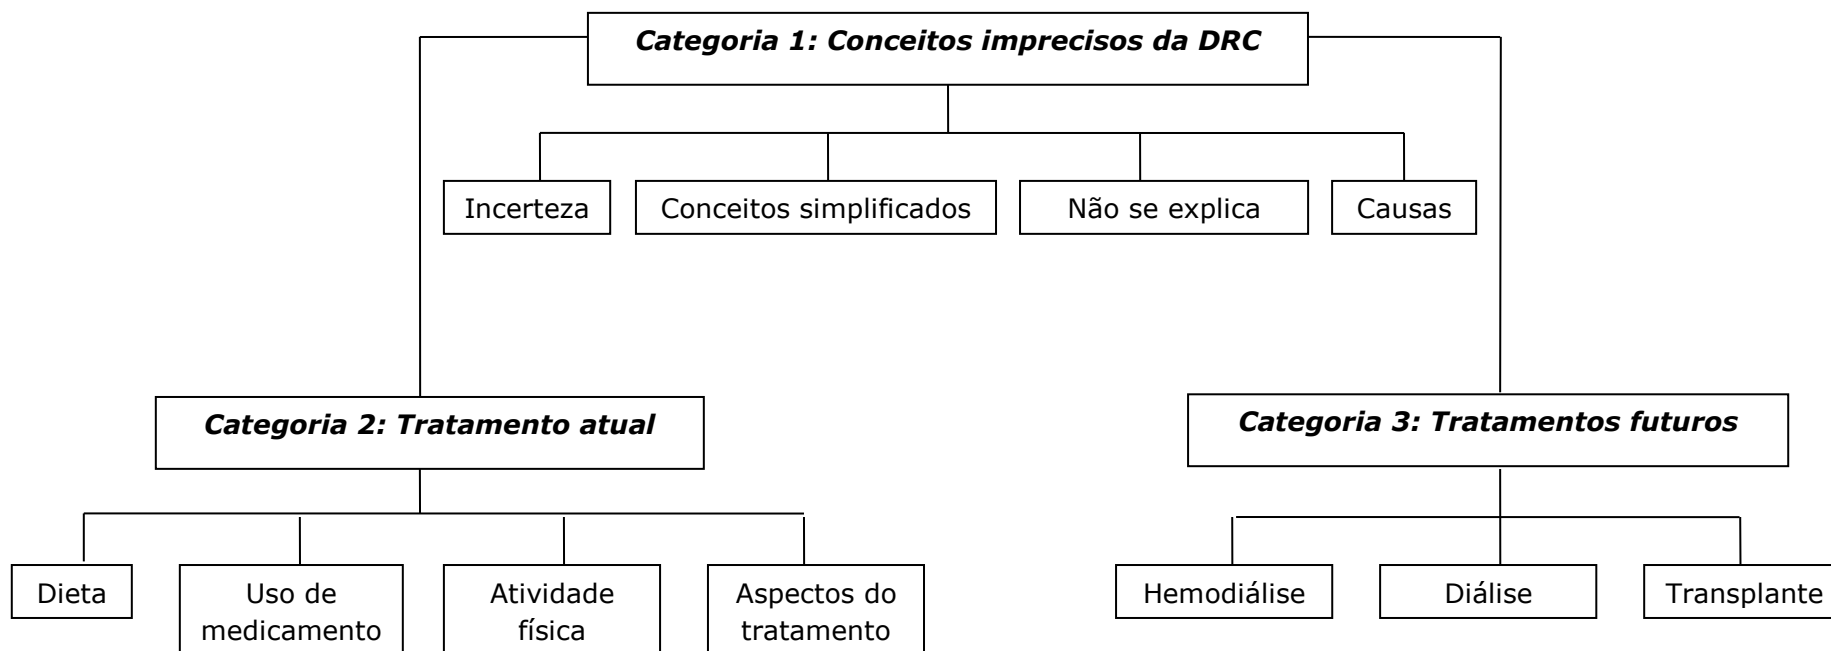 Categoria 1: Conceitos imprecisos da DRC
Incerteza
Conceitos simplificados
Não se explica
Causas
Categoria 2: Tratamento atual
Categoria 3: Tratamentos futuros
Dieta
Uso de
medicamento
Atividade
física
Aspectos do
tratamento
Hemodiálise
Diálise
Transplante